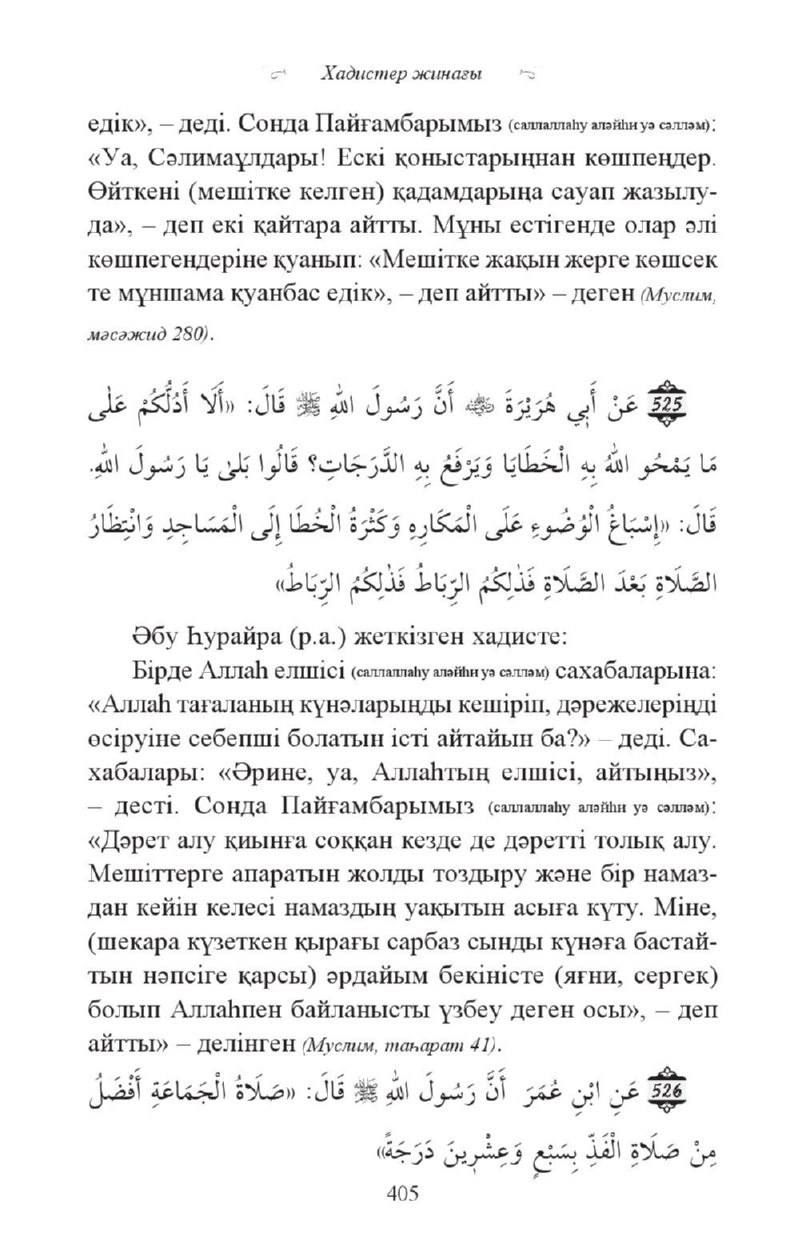 Хадистер жинағы
едік», – деді. Сонда Пайғамбарымыз (саллаллаһу аләйһи уә сәлләм):
«Уа, Сәлимаұлдары! Ескі қоныстарыңнан көшпеңдер.
Өйткені (мешітке келген) қадамдарыңа сауап жазылу-
да», – деп екі қайтара айтты. Мұны естігенде олар әлі
көшпегендеріне қуанып: «Мешітке жақын жерге көшсек
те мұншама қуанбас едік», – деп айтты» – деген (Муслим,
мәсәжид 280).
525 عَنْ أَبِي هُرَيْرَةَ ﷺ أَنَّ رَسُولَ اللهِ ﷺ قَالَ: «أَلَا أَدُلُّكُمْ عَلَى
مَا يَمْحُو اللهُ بِهِ الْخَطَايَا وَيَرْفَعُ بِهِ الدَّرَجَاتِ؟ قَالُوا بَلىٰ يَا رَسُولَ اللهِ.
قَالَ: «إِسْبَاغُ الْوُضُوءِ عَلَى الْمَكَارِهِ وَكَثْرَةُ الْخُطَا إِلَى الْمَسَاجِدِ وَانْتِظَارُ
الصَّلَاةِ بَعْدَ الصَّلَاةِ فَذٰلِكُمُ الرِّبَاطُ فَذٰلِكُمُ الرِّبَاطُ»
Әбу Һурайра (р.а.) жеткізген хадисте:
Бірде Аллаһ елшісі (саллаллаһу аләйһи уә сәлләм) сахабаларына:
«Аллаһ тағаланың күнәларыңды кешіріп, дәрежелеріңді
өсіруіне себепші болатын істі айтайын ба?» – деді. Са-
хабалары: «Әрине, уа, Аллаһтың елшісі, айтыңыз»,
– десті. Сонда Пайғамбарымыз (саллаллаһу аләйһи уә сәлләм):
«Дәрет алу қиынға соққан кезде де дәретті толық алу.
Мешіттерге апаратын жолды тоздыру және бір намаз-
дан кейін келесі намаздың уақытын асыға күту. Міне,
(шекара күзеткен қырағы сарбаз сынды күнәға бастай-
тын нәпсіге қарсы) әрдайым бекіністе (яғни, сергек)
болып Аллаһпен байланысты үзбеу деген осы», – деп
айтты» – делінген (Муслим, таһарат 41).
526 عَنِ ابْنِ عُمَرَ أَنَّ رَسُولَ اللهِ ﷺ قَالَ: «صَلَاةُ الْجَمَاعَةِ أَفْضَلُ
مِنْ صَلَاةِ الْفَذِّ بِسَبْعٍ وَعِشْرِينَ دَرَجَةً»
405